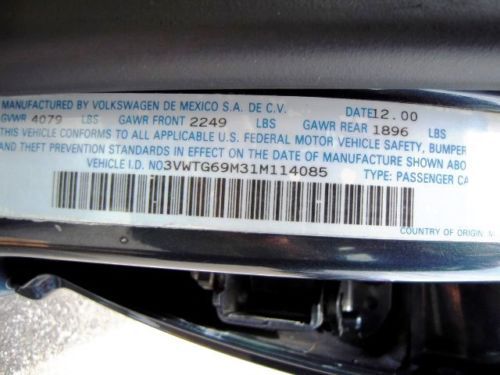 MANUFACTURED BY VOLKSWAGEN DE MEXICO S.A. DE C.V. DATE 12.00
GVWR 4079 LBS GAWR FRONT 2249 LBS GAWR REAR 1896 LBS
THIS VEHICLE CONFORMS TO ALL APPLICABLE U.S. FEDERAL MOTOR VEHICLE SAFETY, BUMPER
AND THEFT PREVENTION STANDARDS IN EFFECT ON THE DATE OF MANUFACTURE SHOWN ABO
VEHICLE I.D. NO 3VWTG69M31M114085 TYPE: PASSENGER CA
COUNTRY OF ORIGIN: M